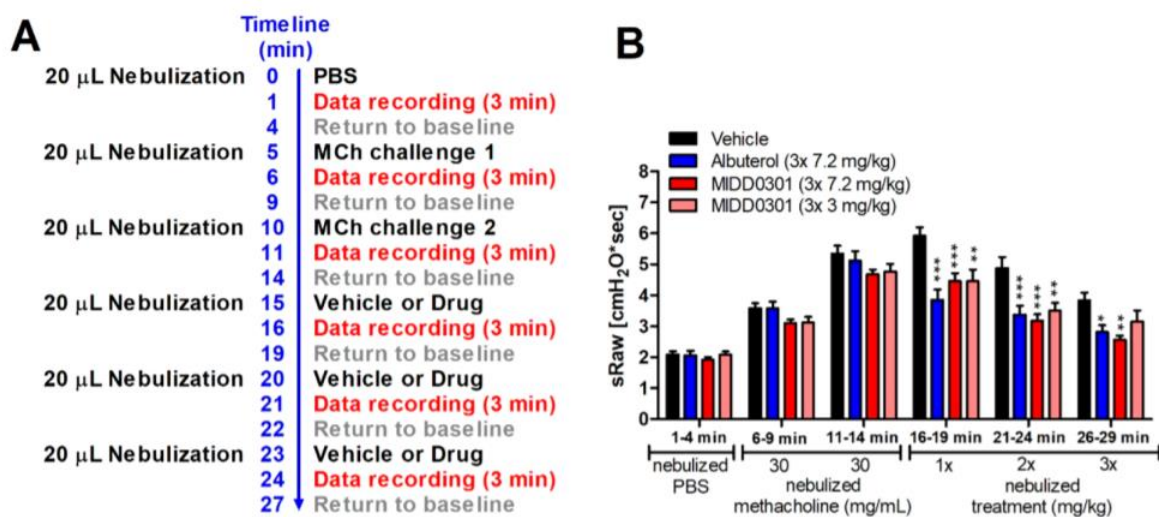 A
Timeline
(min)
20 μL Nebulization 0 PBS
1 Data recording (3 min)
4 Return to baseline
20 μL Nebulization 5 MCh challenge 1
6 Data recording (3 min)
9 Return to baseline
20 μL Nebulization 10 MCh challenge 2
11 Data recording (3 min)
14 Return to baseline
20 μL Nebulization 15 Vehicle or Drug
16 Data recording (3 min)
19 Return to baseline
20 μL Nebulization 20 Vehicle or Drug
21 Data recording (3 min)
22 Return to baseline
20 μL Nebulization 23 Vehicle or Drug
24 Data recording (3 min)
27 Return to baseline
B
Vehicle
Albuterol (3x 7.2 mg/kg)
MIDD0301 (3x 7.2 mg/kg)
MIDD0301 (3x 3 mg/kg)
sRaw [cmH₂O*sec]
8
7
6
5
4
3
2
1
0
*** *** **
*** *** **
* **
1-4 min 6-9 min 11-14 min 16-19 min 21-24 min 26-29 min
nebulized 30 30 1x 2x 3x
PBS nebulized nebulized
methacholine (mg/mL) treatment (mg/kg)